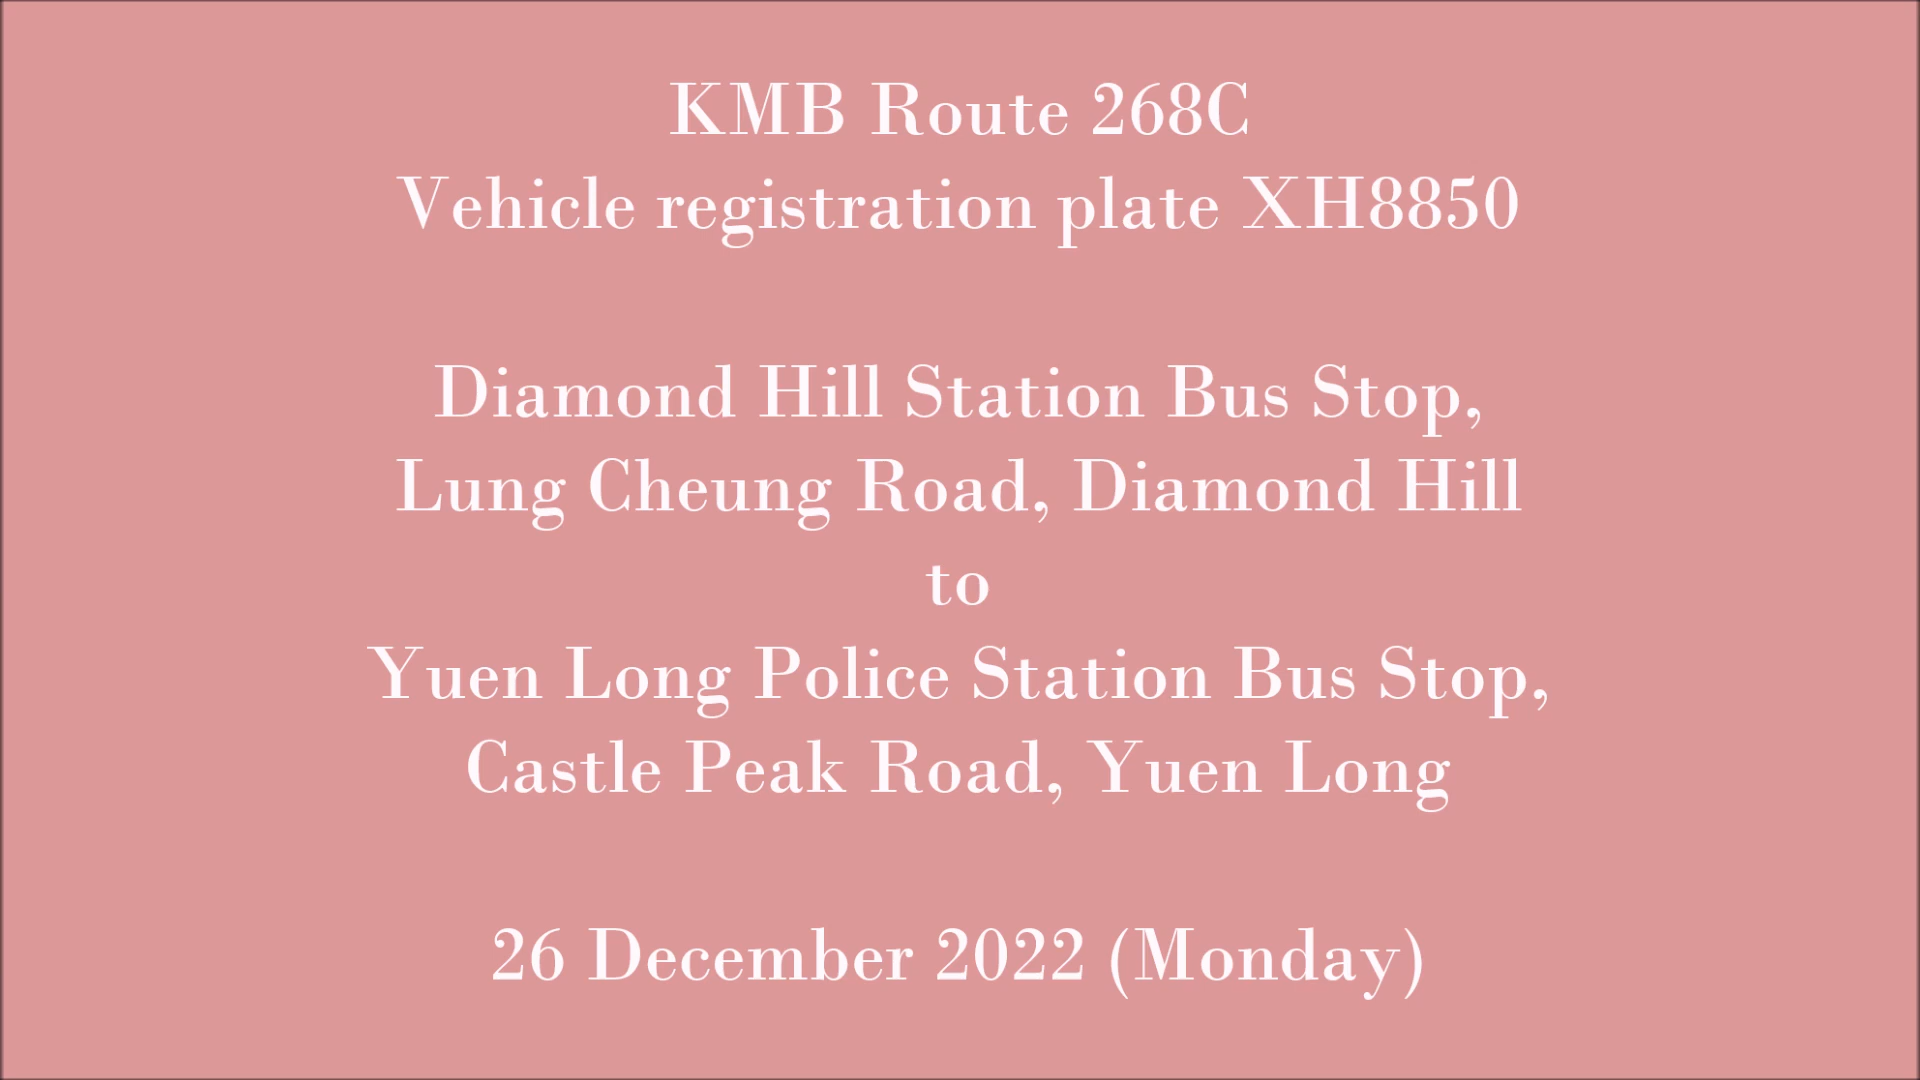 KMB Route 268C
Vehicle registration plate XH8850
Diamond Hill Station Bus Stop,
Lung Cheung Road, Diamond Hill
to
Yuen Long Police Station Bus Stop,
Castle Peak Road, Yuen Long
26 December 2022 (Monday)